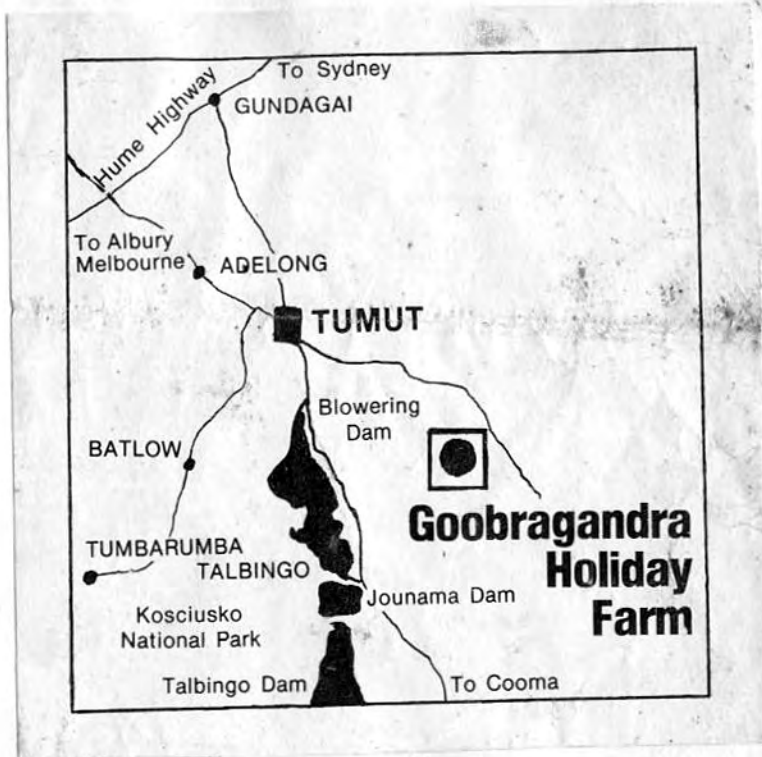 To Sydney
Hume Highway
GUNDAGAI
To Albury
Melbourne
ADELONG
TUMUT
Blowering
Dam
BATLOW
Goobragandra
Holiday
Farm
TUMBARUMBA
TALBINGO
Jounama Dam
Kosciusko
National Park
Talbingo Dam
To Cooma